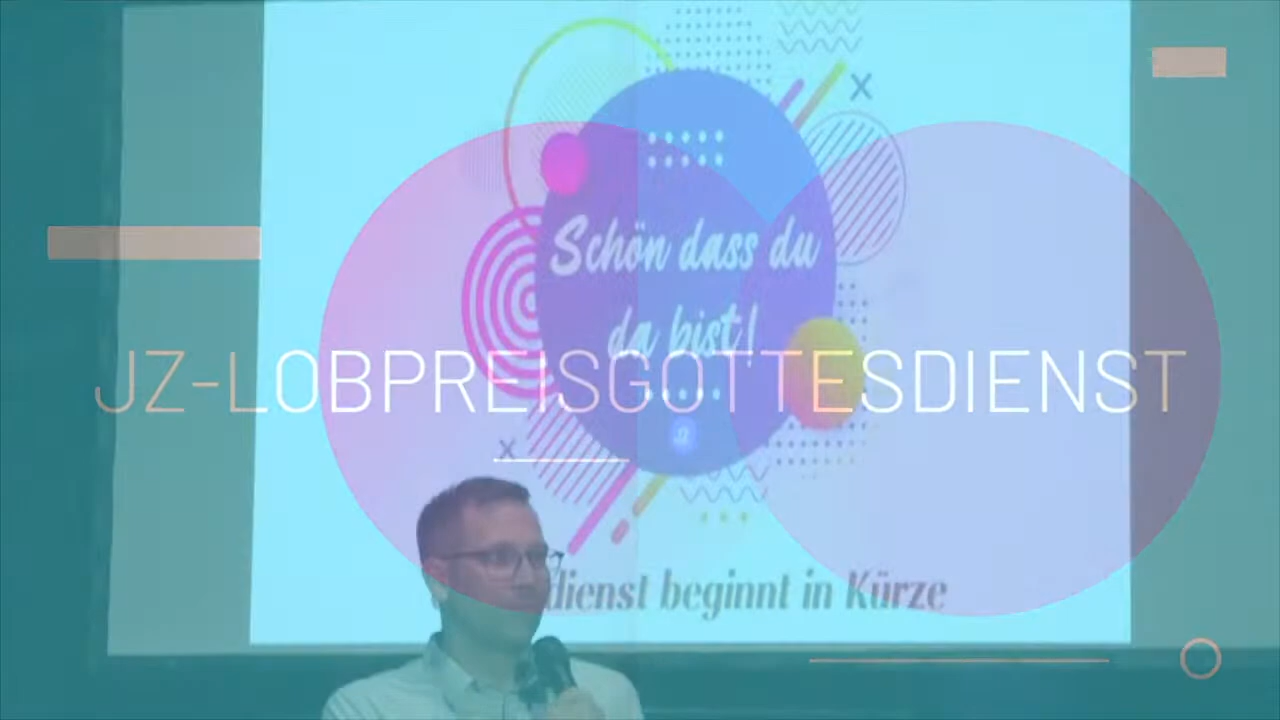 Schön dass du
da bist!
JZ-LOBPREISGOTTESDIENST
dienst beginnt in Kürze